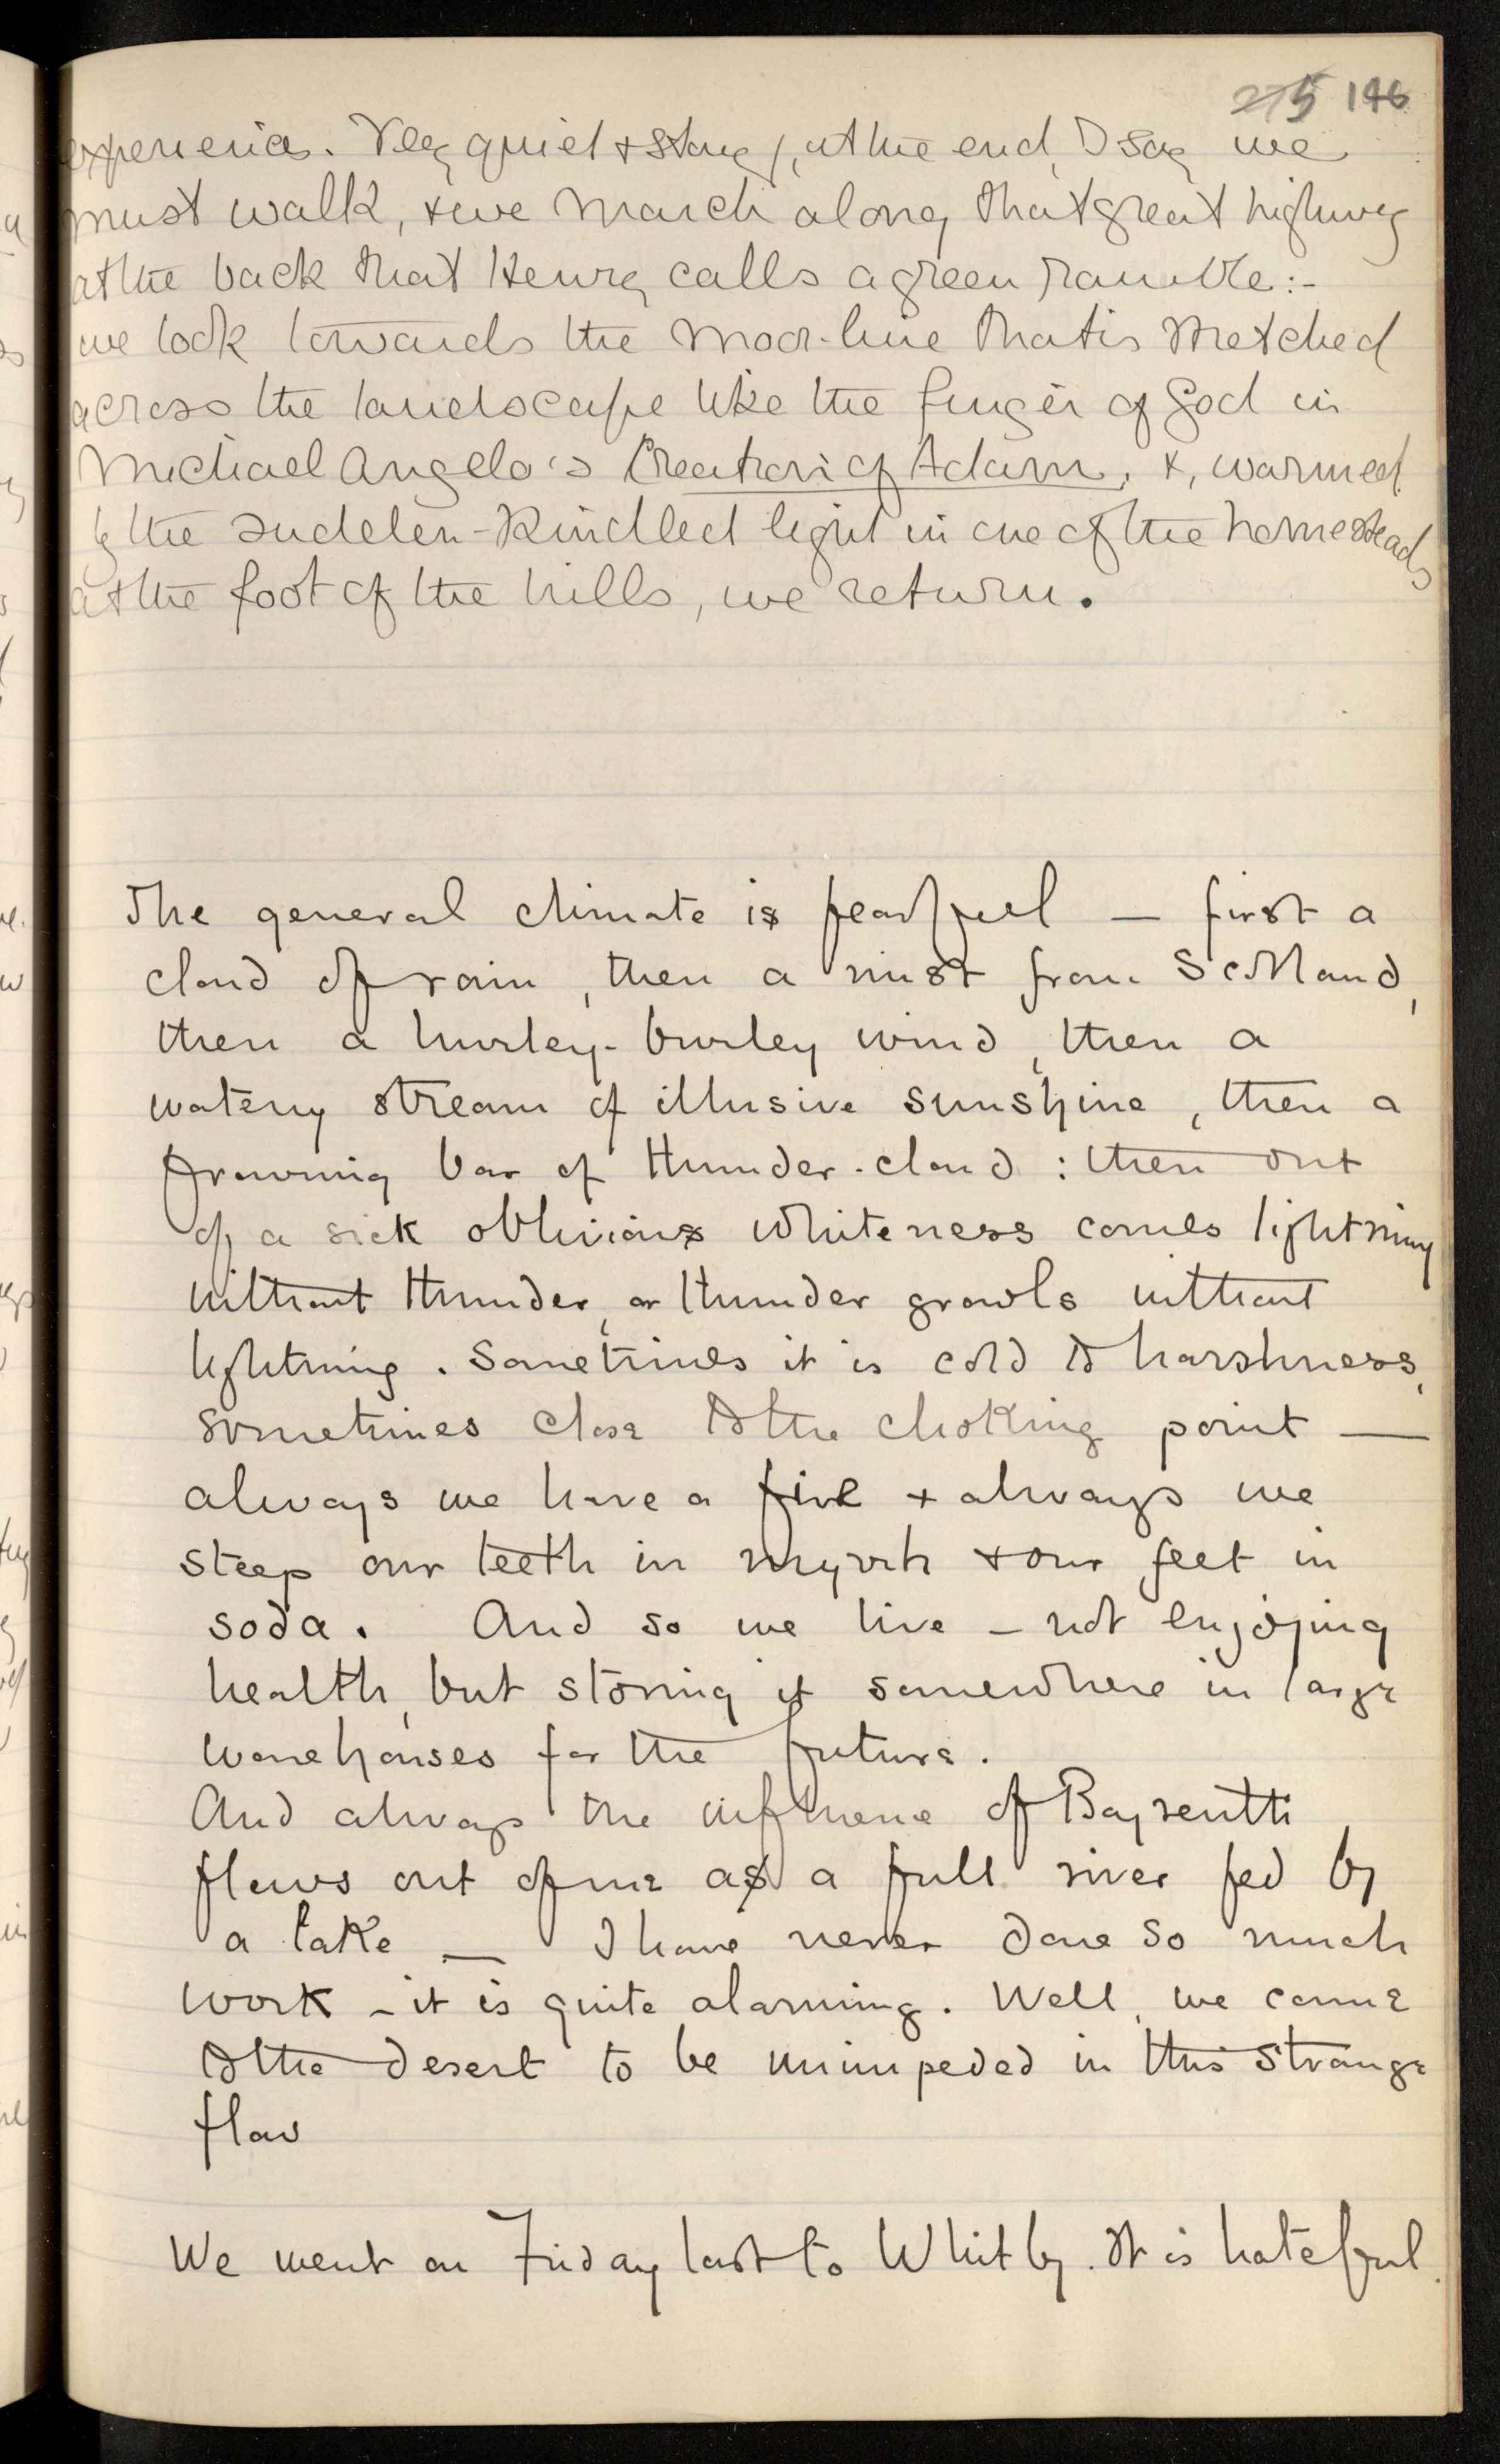 275 146
experience. Very quiet & strong, at the end, I say we
must walk, & we march along that great highway
at the back that Henry calls a green ramble:-
we look towards the moor-line that is stretched
across the landscape like the finger of God in
Michael Angelo's Creation of Adam, &, warmed
by the sudden-kindled light in one of the homesteads
at the foot of the hills, we return.
The general climate is fearful — first a
cloud of rain, then a mist from Scotland,
then a hurley-burley wind, then a
watery stream of illusive sunshine, then a
frowning bar of thunder-cloud : then out
of a sick oblivious whiteness comes lightning
without thunder, or thunder growls without
lightning. Sometimes it is cold to harshness,
sometimes close to the choking point —
always we have a fire & always we
steep our teeth in myrrh & our feet in
soda. And so we live – not enjoying
health, but storing it somewhere in large
warehouses for the future.
And always the influence of Bayreuth
flows out of me as a full river fed by
a lake — I have never done so much
work – it is quite alarming. Well, we came
to the desert to be unimpeded in this strange
flow
We went on Friday last to Whitby. It is hateful.